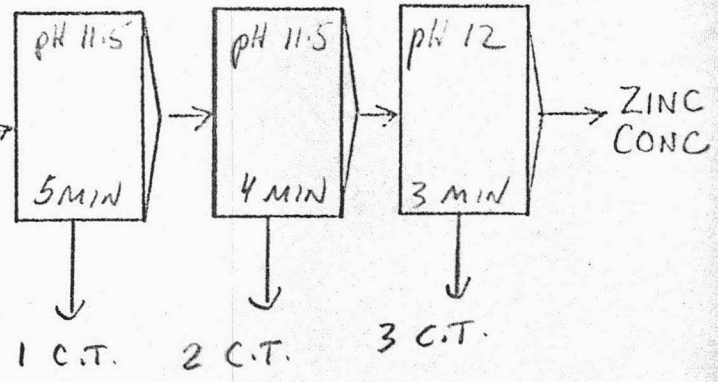 pH 11.5
5 MIN
1 C.T.
pH 11.5
4 MIN
2 C.T.
pH 12
3 MIN
3 C.T.
ZINC
CONC